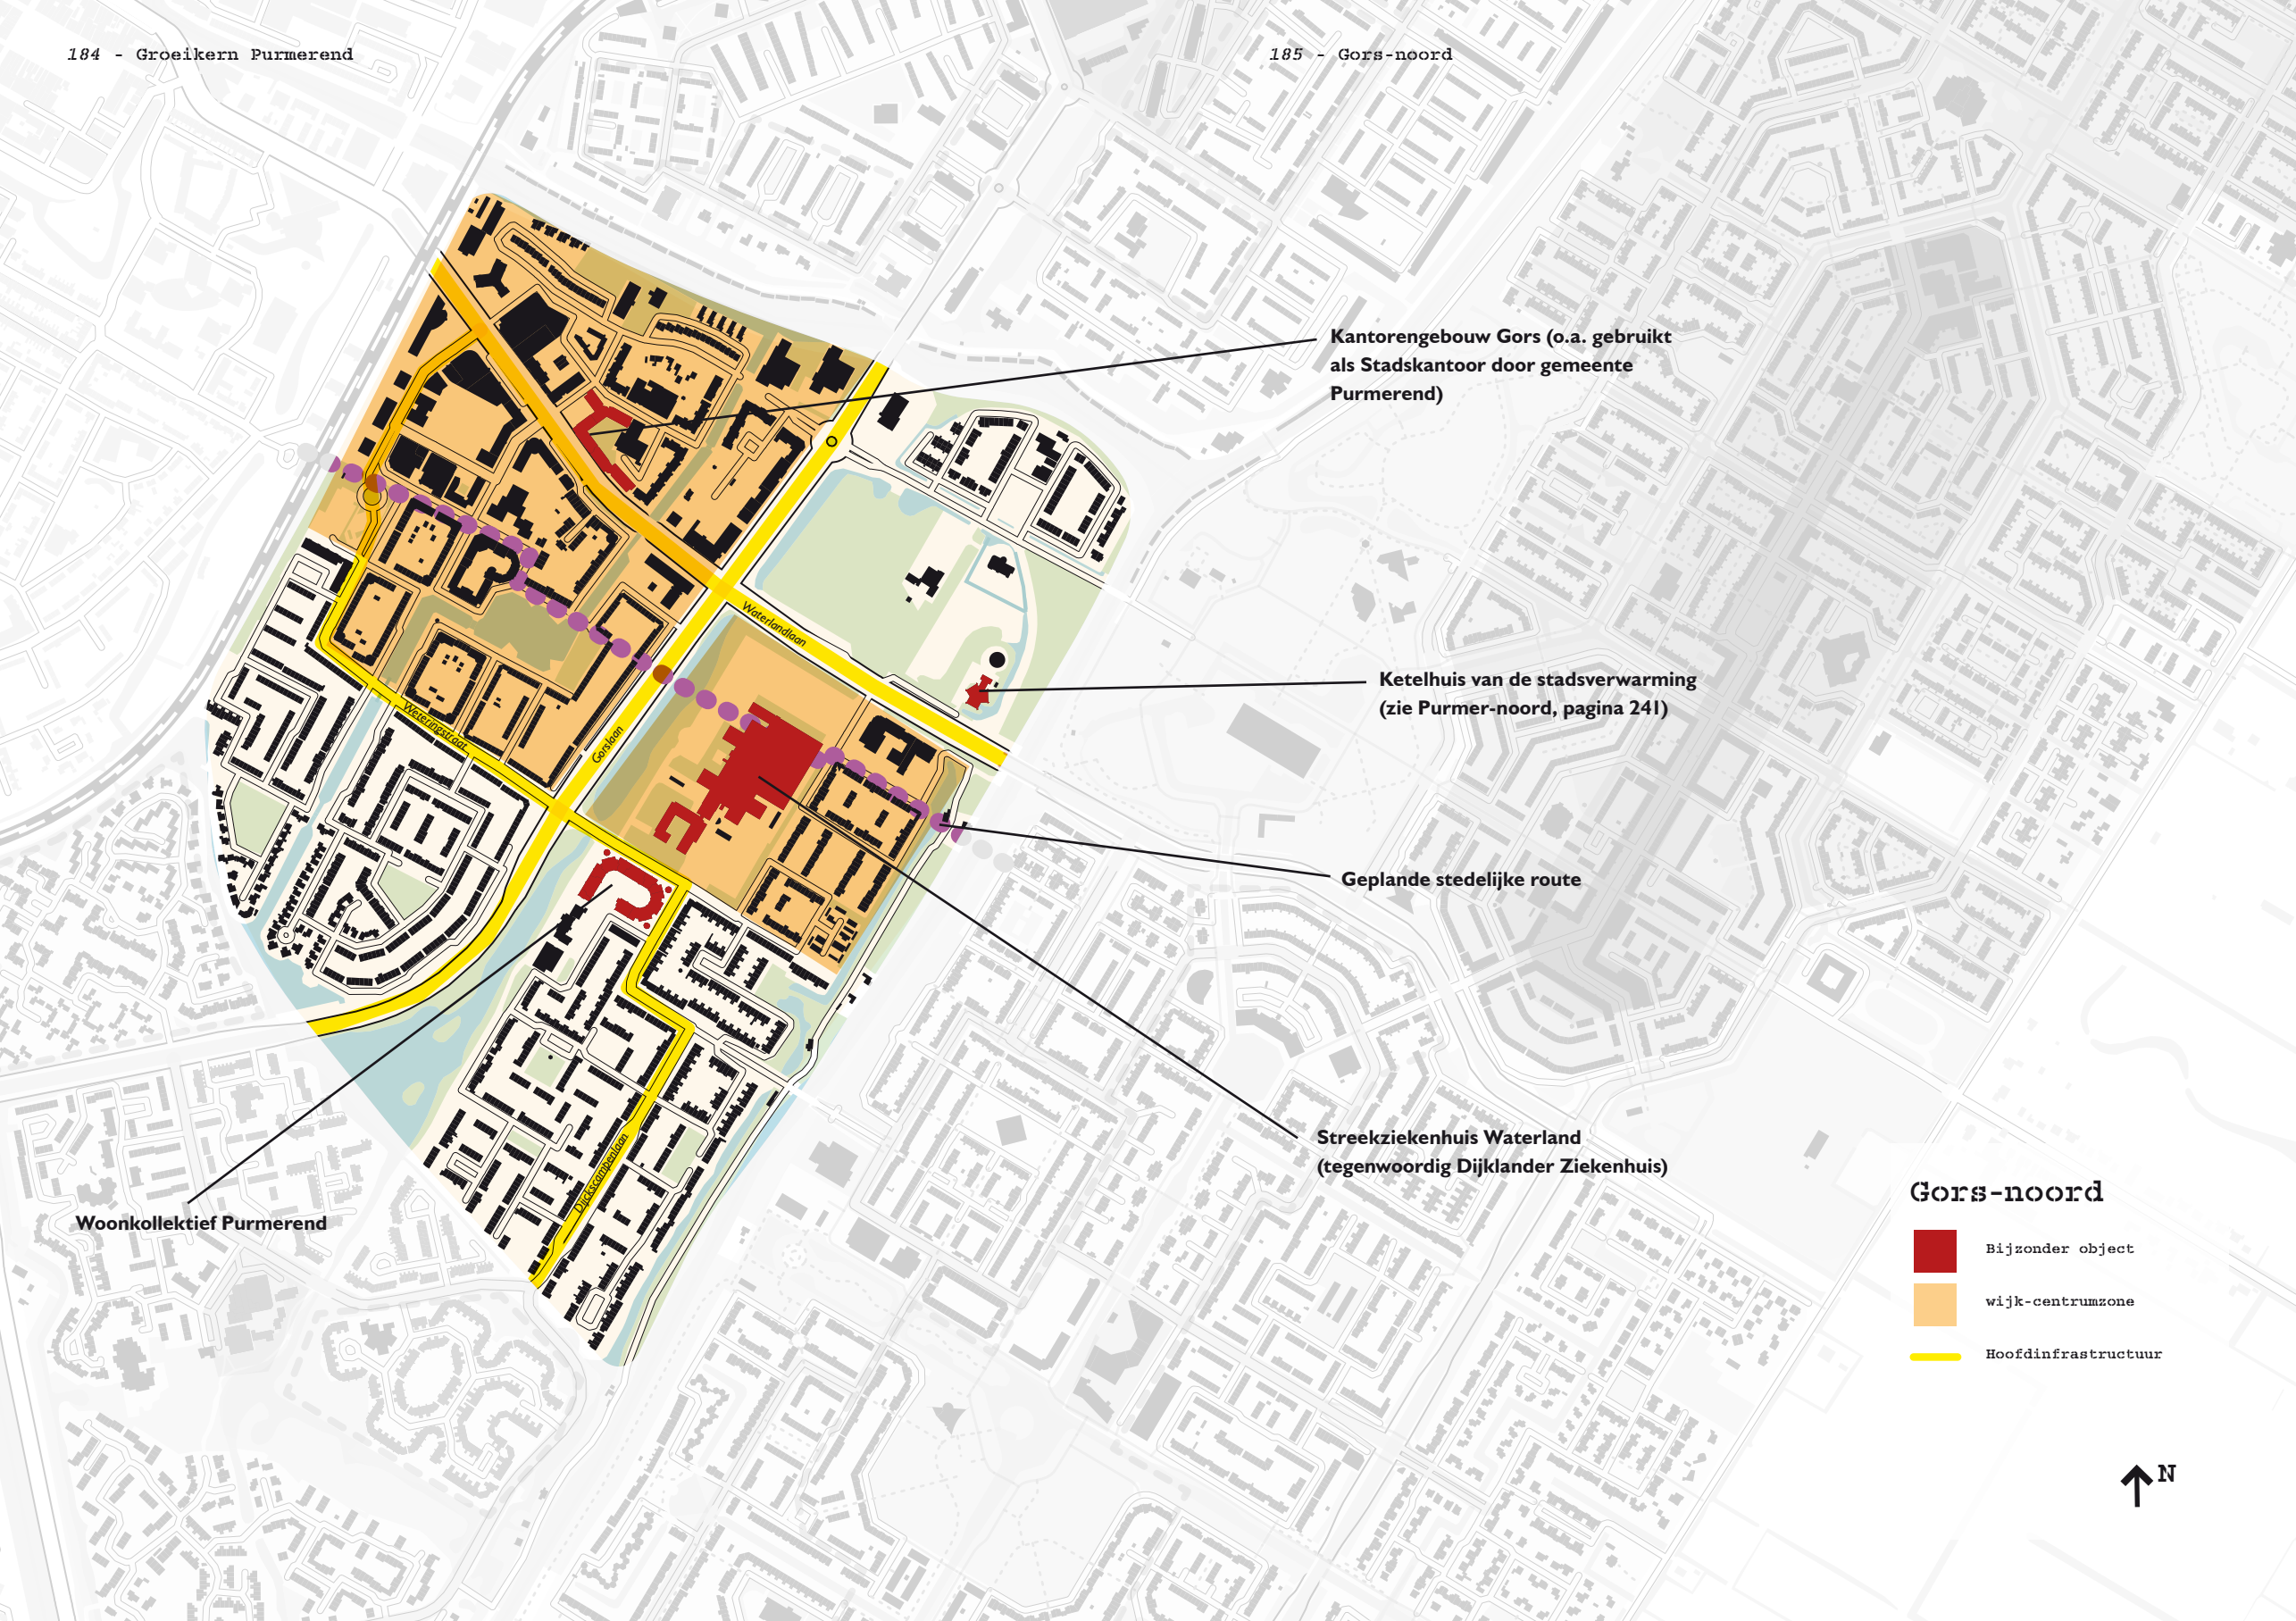 184 - Groeikern Purmerend
185 - Gors-noord
Kantorengebouw Gors (o.a. gebruikt
als Stadskantoor door gemeente
Purmerend)
Waterlandlaan
Ketelhuis van de stadsverwarming
(zie Purmer-noord, pagina 241)
Weteringstraat
Gorslaan
Geplande stedelijke route
Streekziekenhuis Waterland
(tegenwoordig Dijklander Ziekenhuis)
Dijckscampenlaan
Woonkollektief Purmerend
Gors-noord
Bijzonder object
wijk-centrumzone
Hoofdinfrastructuur
N